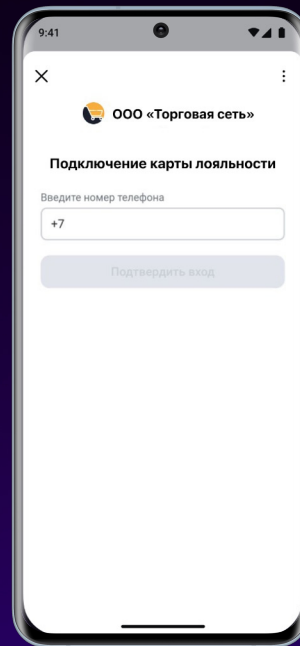 9:41
ООО «Торговая сеть»
Подключение карты лояльности
Введите номер телефона
+7
Подтвердить вход